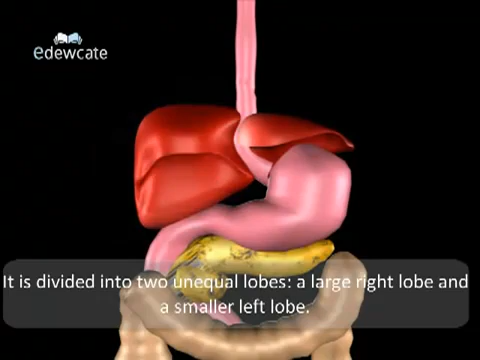 edewcate
It is divided into two unequal lobes: a large right lobe and
a smaller left lobe.